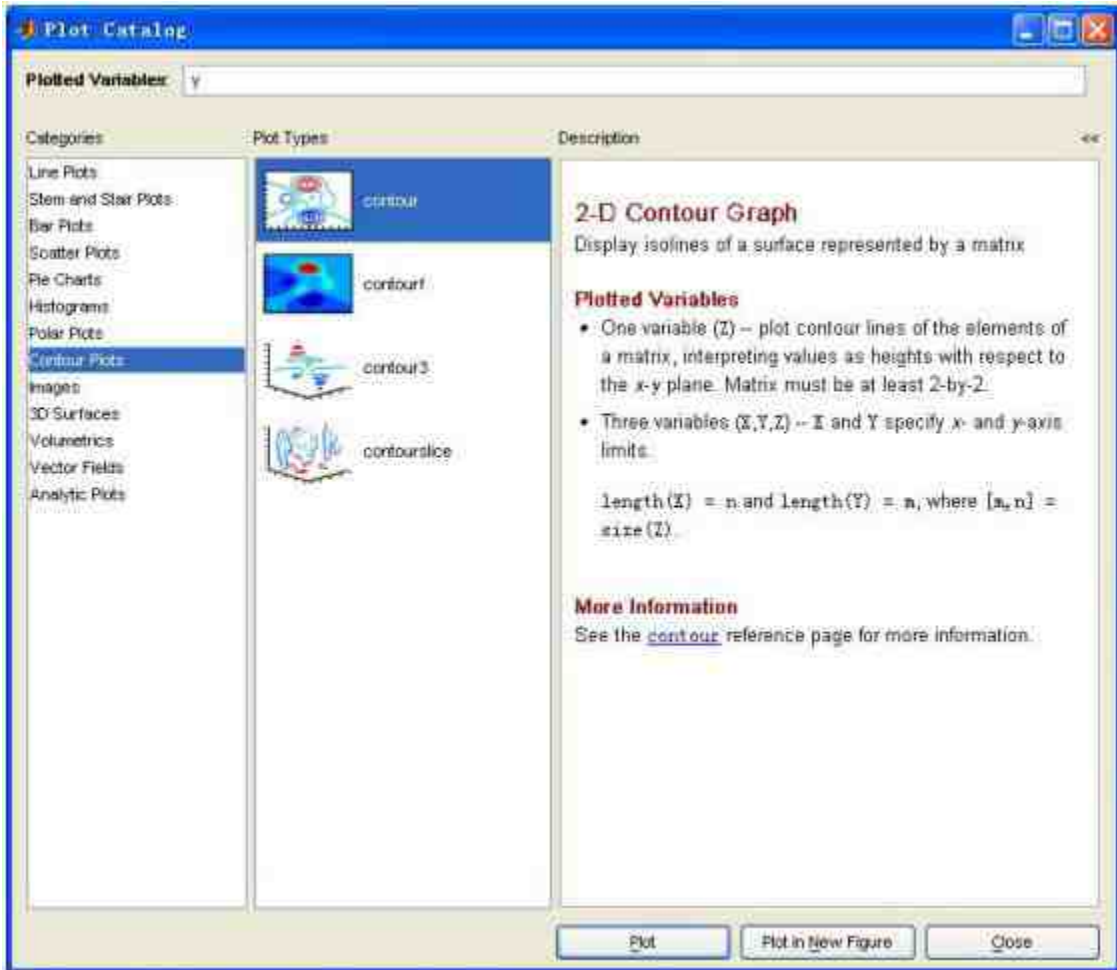 Plot Catalog
Plotted Variables: y
Categories
Plot Types
Description
<<
Line Plots
Stem and Stair Plots
Bar Plots
Scatter Plots
Pie Charts
Histograms
Polar Plots
Contour Plots
Images
3D Surfaces
Volumetrics
Vector Fields
Analytic Plots
contour
contourf
contour3
contourslice
2-D Contour Graph
Display isolines of a surface represented by a matrix
Plotted Variables
• One variable (Z) -- plot contour lines of the elements of
a matrix, interpreting values as heights with respect to
the x-y plane. Matrix must be at least 2-by-2.
• Three variables (X,Y,Z) -- X and Y specify x- and y-axis
limits.
length(X) = n and length(Y) = m, where [m,n] =
size(Z).
More Information
See the contour reference page for more information.
Plot
Plot in New Figure
Close